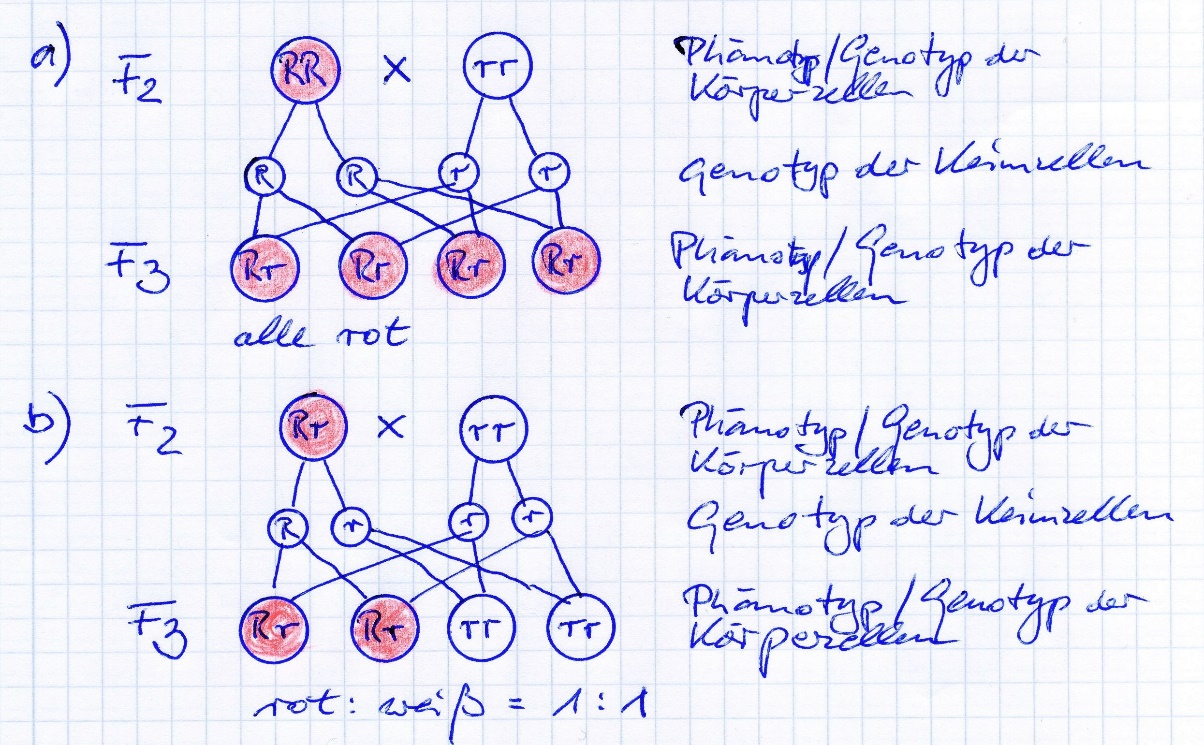 a) F2 RR × rr Phänotyp/Genotyp der
Körperzellen
R R r r Genotyp der Keimzellen
F3 Rr Rr Rr Rr Phänotyp/Genotyp der
Körperzellen
alle rot
b) F2 Rr × rr Phänotyp/Genotyp der
Körperzellen
R r r r Genotyp der Keimzellen
F3 Rr Rr rr rr Phänotyp/Genotyp der
Körperzellen
rot: weiß = 1:1